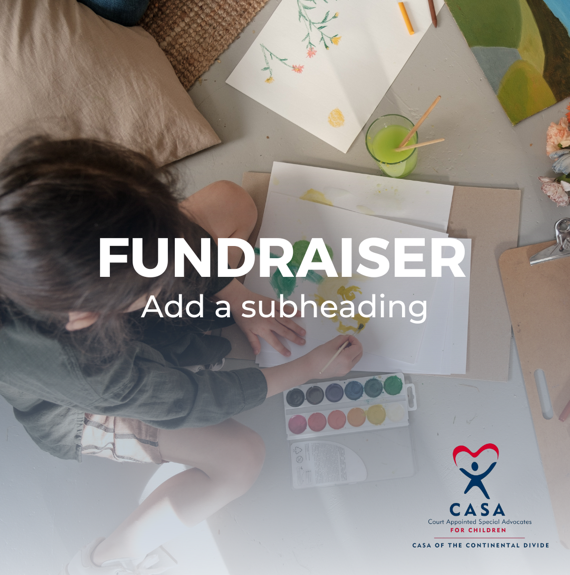 FUNDRAISER
Add a subheading
CASA
Court Appointed Special Advocates
FOR CHILDREN
CASA OF THE CONTINENTAL DIVIDE